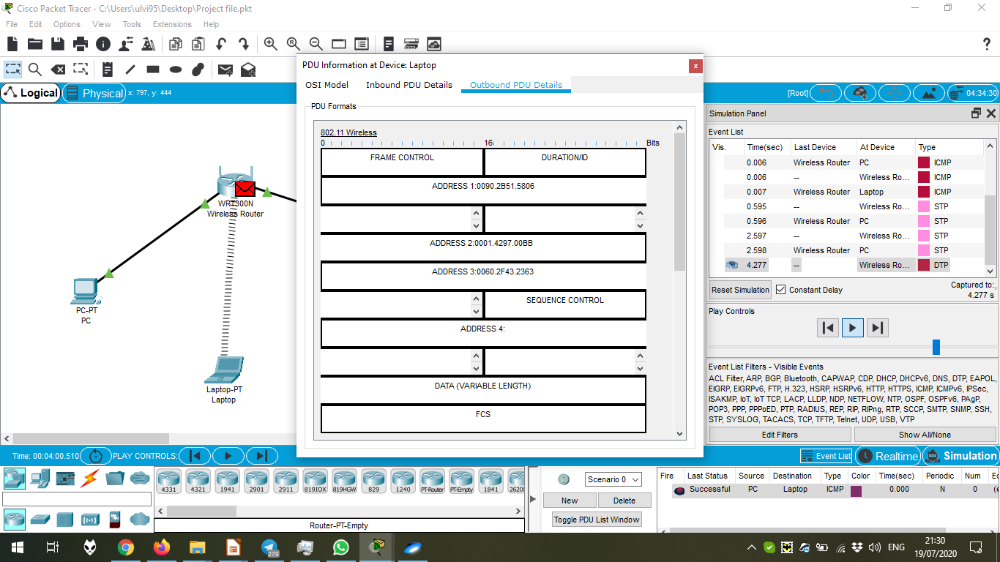 Cisco Packet Tracer - C:\Users\ulvi95\Desktop\Project file.pkt
File Edit Options View Tools Extensions Help
PDU Information at Device: Laptop
x
OSI Model Inbound PDU Details Outbound PDU Details
PDU Formats
802.11 Wireless
0 16 Bits
FRAME CONTROL DURATION/ID
ADDRESS 1:0090.2B51.5806
ADDRESS 2:0001.4297.00BB
ADDRESS 3:0060.2F43.2363
SEQUENCE CONTROL
ADDRESS 4:
DATA (VARIABLE LENGTH)
FCS
Logical Physical x: 797, y: 444
[Root] 04:34:30
WRT300N
Wireless Router
PC-PT
PC
Laptop-PT
Laptop
Simulation Panel
Event List
Vis. Time(sec) Last Device At Device Type
0.006 Wireless Router PC ICMP
0.006 -- Wireless Ro... ICMP
0.007 Wireless Router Laptop ICMP
0.595 -- Wireless Ro... STP
0.596 Wireless Router PC STP
2.597 -- Wireless Ro... STP
2.598 Wireless Router PC STP
4.277 -- Wireless Ro... DTP
Reset Simulation Constant Delay Captured to:
4.277 s
Play Controls
Event List Filters - Visible Events
ACL Filter, ARP, BGP, Bluetooth, CAPWAP, CDP, DHCP, DHCPv6, DNS, DTP, EAPOL,
EIGRP, EIGRPv6, FTP, H.323, HSRP, HSRPv6, HTTP, HTTPS, ICMP, ICMPv6, IPSec,
ISAKMP, IoT, IoT TCP, LACP, LLDP, NDP, NETFLOW, NTP, OSPF, OSPFv6, PAgP,
POP3, PPP, PPPoED, PTP, RADIUS, REP, RIP, RIPng, RTP, SCCP, SMTP, SNMP, SSH,
STP, SYSLOG, TACACS, TCP, TFTP, Telnet, UDP, USB, VTP
Edit Filters Show All/None
Time: 00:04:00.510 PLAY CONTROLS: Event List Realtime Simulation
4331 4321 1941 2901 2911 819IOX 819HGW 829 1240 PT-Router PT-Empty 1841 2620X
Router-PT-Empty
Scenario 0
New Delete
Toggle PDU List Window
Fire Last Status Source Destination Type Color Time(sec) Periodic Num Ed
Successful PC Laptop ICMP 0.000 N 0 (e
279
ENG
21:30
19/07/2020